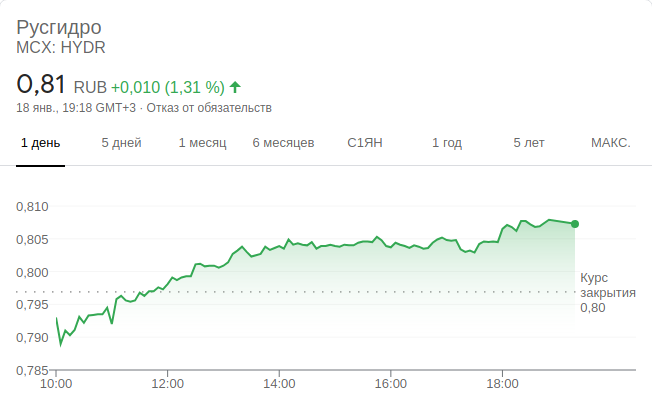 Русгидро
MCX: HYDR
0,81 RUB +0,010 (1,31 %)
18 янв., 19:18 GMT+3 · Отказ от обязательств
1 день 5 дней 1 месяц 6 месяцев С1ЯН 1 год 5 лет МАКС.
0,810
0,805
0,800
0,795
0,790
0,785
Курс
закрытия
0,80
10:00 12:00 14:00 16:00 18:00